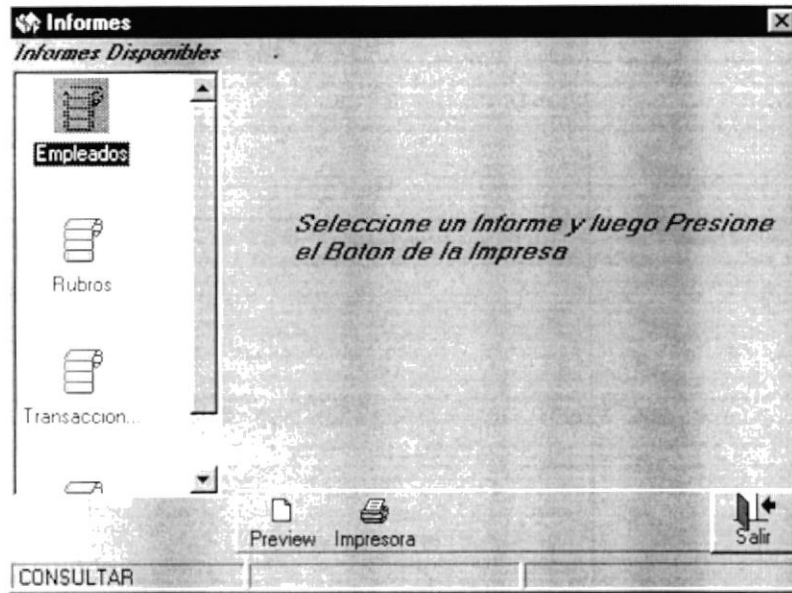 Informes
Informes Disponibles
Empleados
Rubros
Transaccion...
Seleccione un Informe y luego Presione
el Boton de la Impresa
Preview Impresora
Salir
CONSULTAR